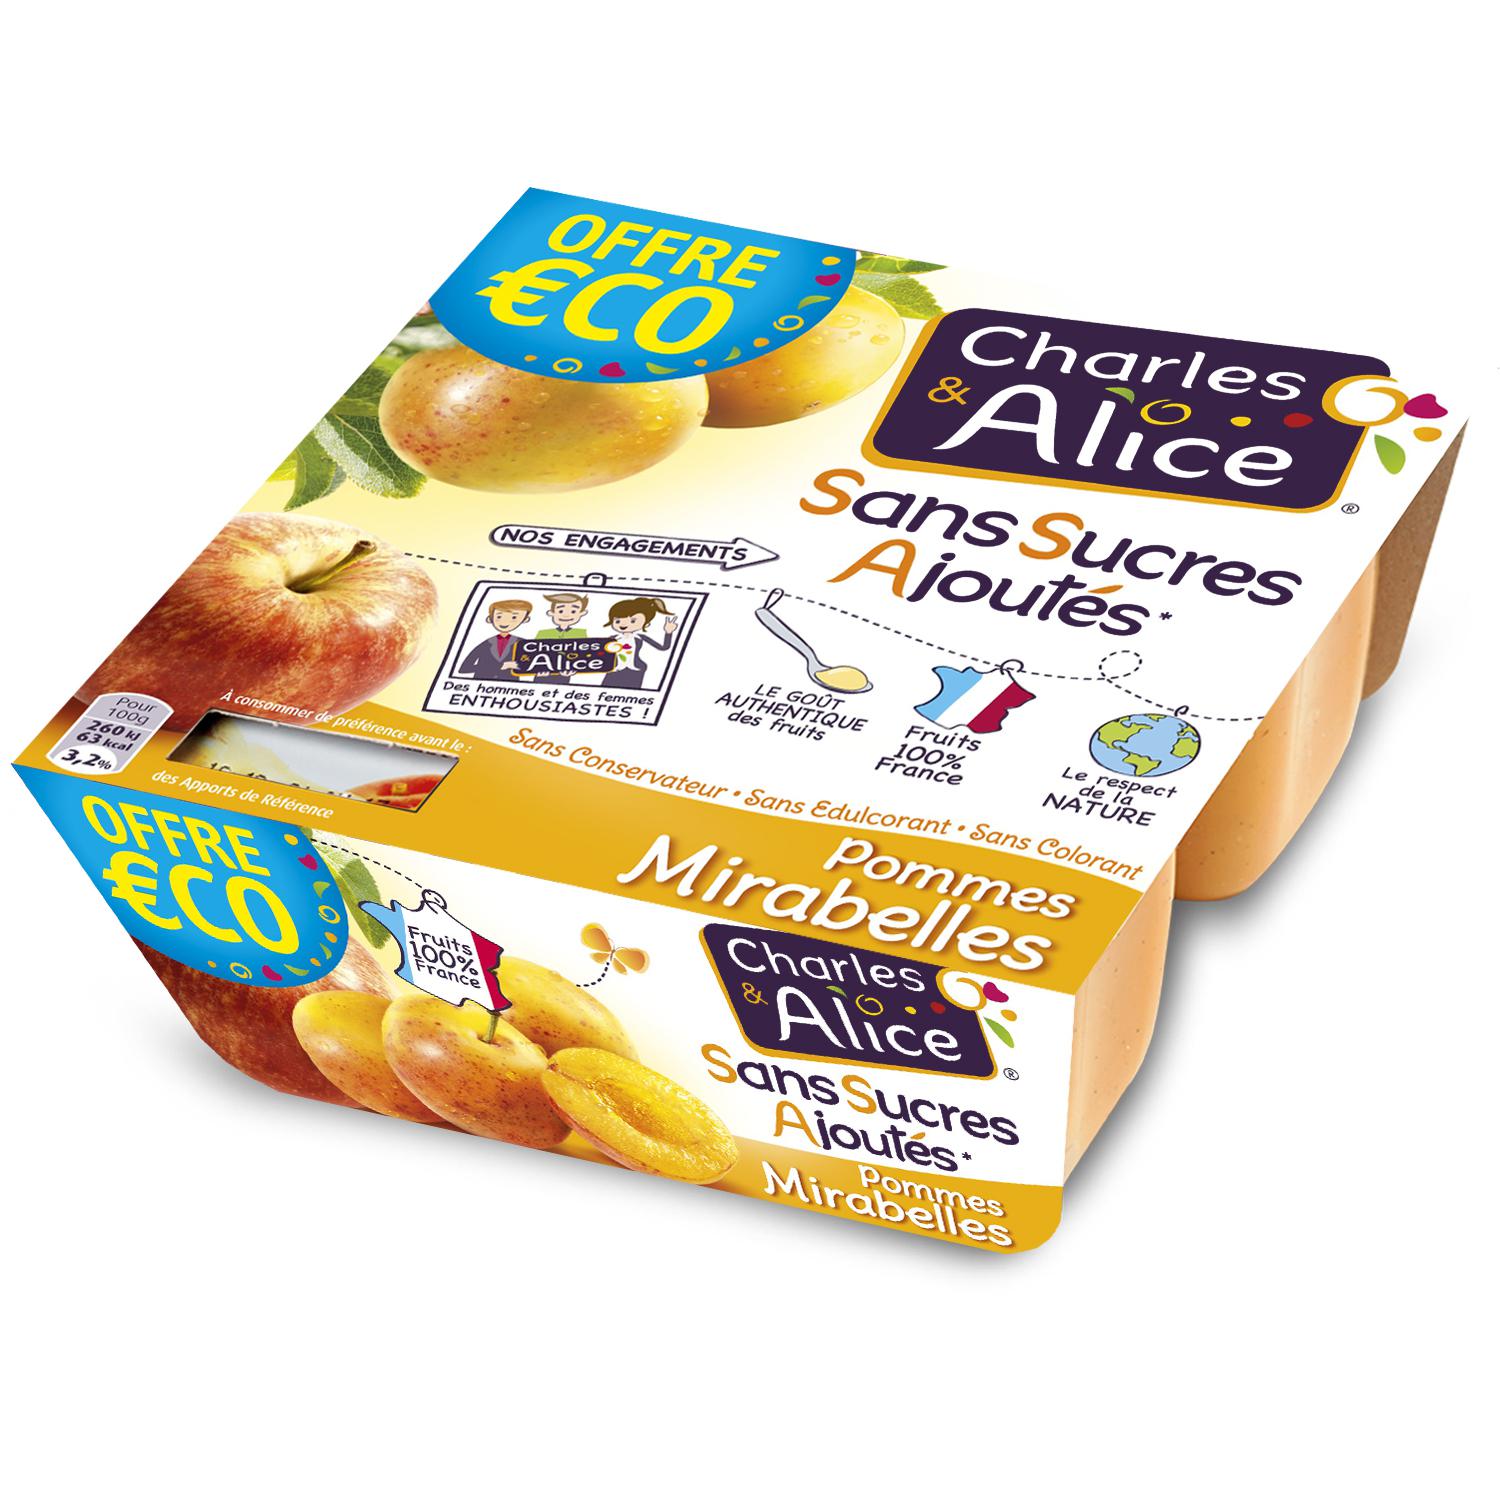 OFFRE
€CO
Charles
& Alice
®
Sans Sucres
Ajoutés*
NOS ENGAGEMENTS
Charles
& Alice
Des hommes et des femmes
ENTHOUSIASTES !
LE GOÛT
AUTHENTIQUE
des fruits
Fruits
100%
France
Le respect
de la
NATURE
Pour
100g
260 kJ
63 kcal
3,2%
des Apports de Référence
À consommer de préférence avant le :
Sans Conservateur • Sans Edulcorant • Sans Colorant
Pommes
Mirabelles
OFFRE
€CO
Fruits
100%
France
Charles
& Alice
®
Sans Sucres
Ajoutés*
Pommes
Mirabelles